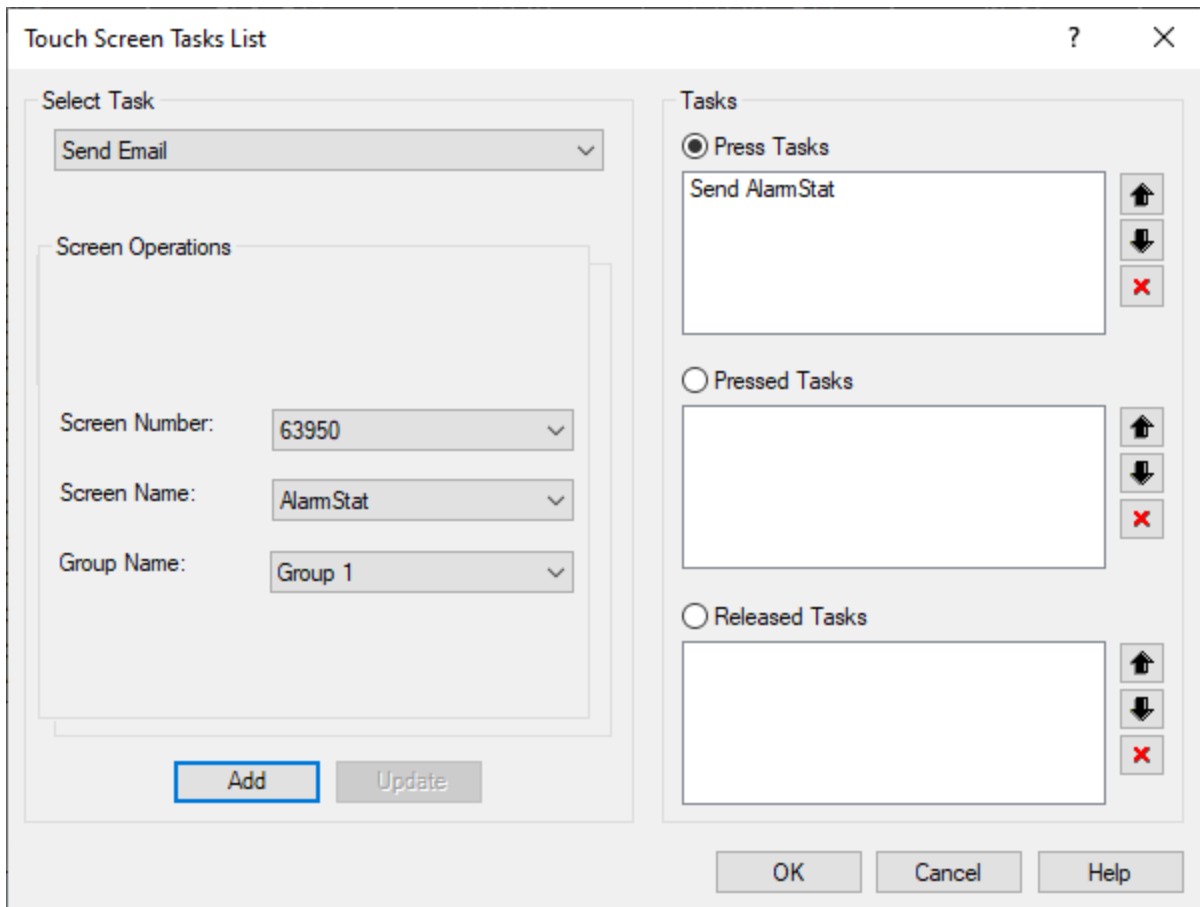 Touch Screen Tasks List
?
Select Task
Send Email
Screen Operations
Screen Number:
63950
Screen Name:
AlarmStat
Group Name:
Group 1
Add
Update
Tasks
Press Tasks
Send AlarmStat
Pressed Tasks
Released Tasks
OK
Cancel
Help